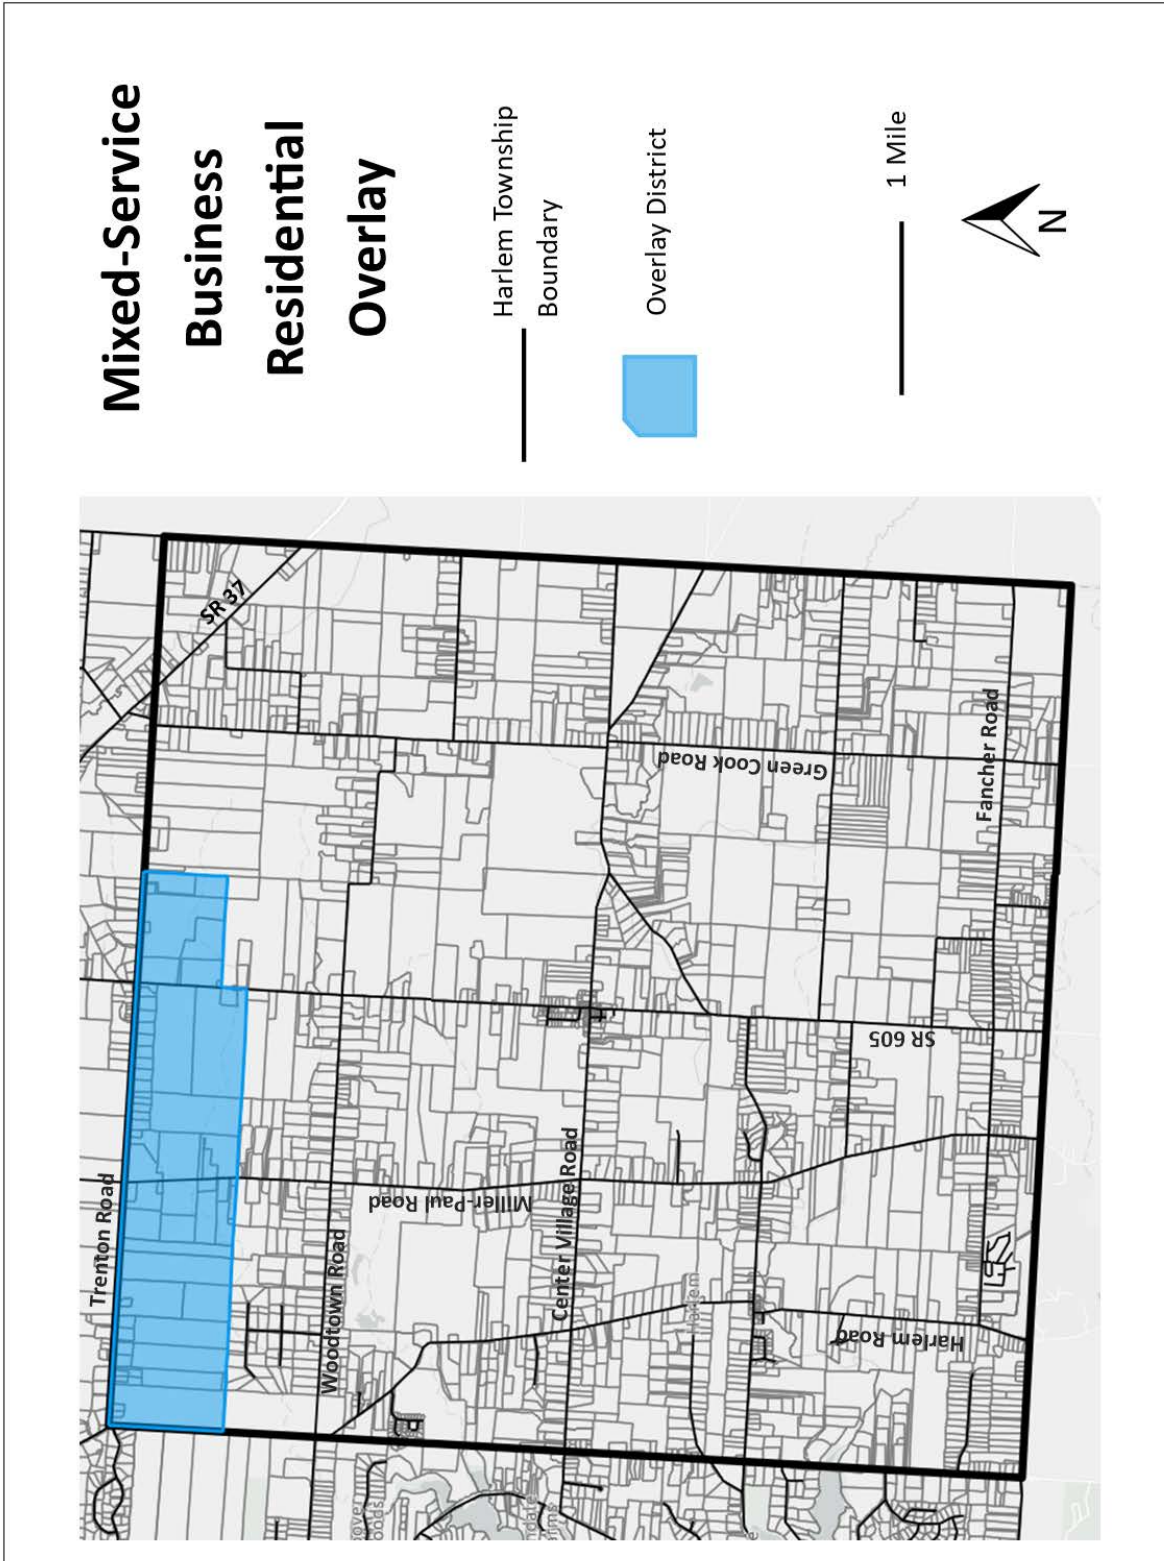 Mixed-Service
Business
Residential
Overlay
Harlem Township
Boundary
Overlay District
1 Mile
N
SR 37
Trenton Road
Woodtown Road
Miller-Paul Road
Center Village Road
Green Cook Road
Fancher Road
SR 605
Harlem Road
Harlem